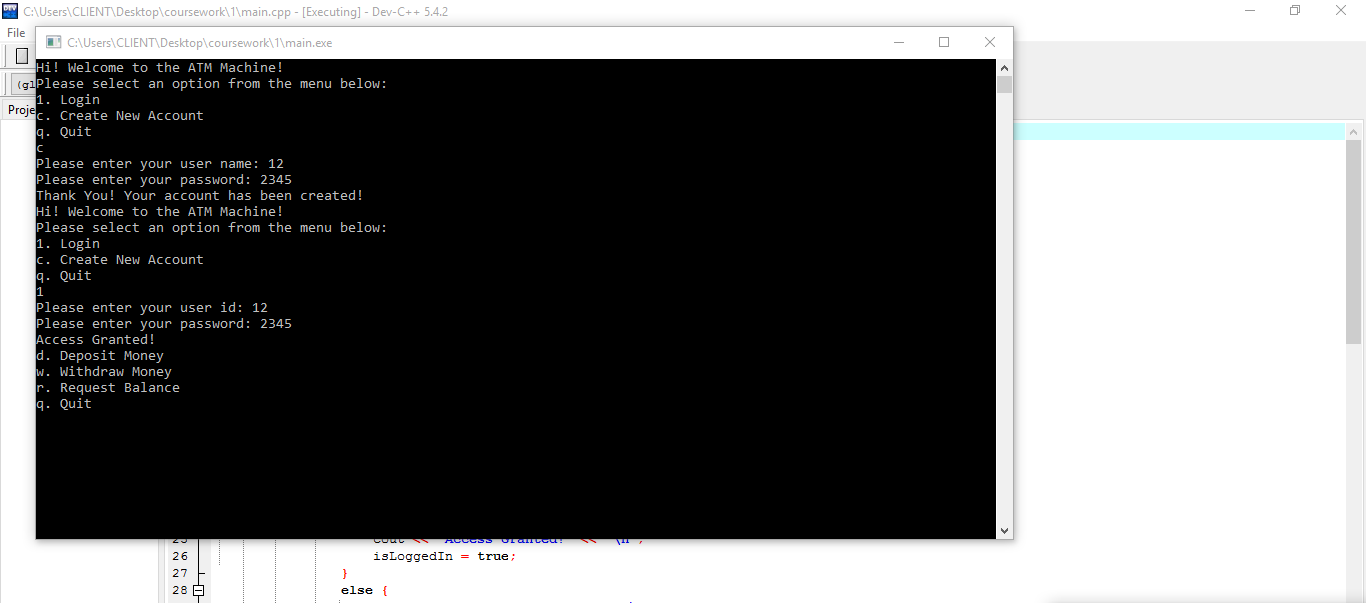 C:\Users\CLIENT\Desktop\coursework\1\main.cpp - [Executing] - Dev-C++ 5.4.2
File
C:\Users\CLIENT\Desktop\coursework\1\main.exe
(gl
Proje
Hi! Welcome to the ATM Machine!
Please select an option from the menu below:
1. Login
c. Create New Account
q. Quit
c
Please enter your user name: 12
Please enter your password: 2345
Thank You! Your account has been created!
Hi! Welcome to the ATM Machine!
Please select an option from the menu below:
1. Login
c. Create New Account
q. Quit
1
Please enter your user id: 12
Please enter your password: 2345
Access Granted!
d. Deposit Money
w. Withdraw Money
r. Request Balance
q. Quit
25 cout << "Access Granted!" << "\n";
26 isLoggedIn = true;
27 }
28 else {